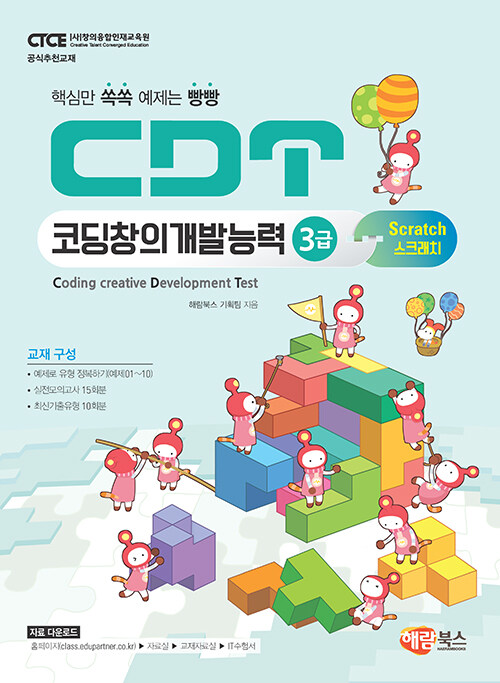 CTCE (사)창의융합인재교육원
Creative Talent Converged Education
공식추천교재
핵심만 쏙쏙 예제는 빵빵
CDT
코딩창의개발능력 3급
Scratch
스크래치
Coding creative Development Test
해람북스 기획팀 지음
교재 구성
• 예제로 유형 정복하기(예제01~10)
• 실전모의고사 15회분
• 최신기출유형 10회분
자료 다운로드
홈페이지(class.edupartner.co.kr) ▶ 자료실 ▶ 교재자료실 ▶ IT수험서
해람북스
HAERAMBOOKS